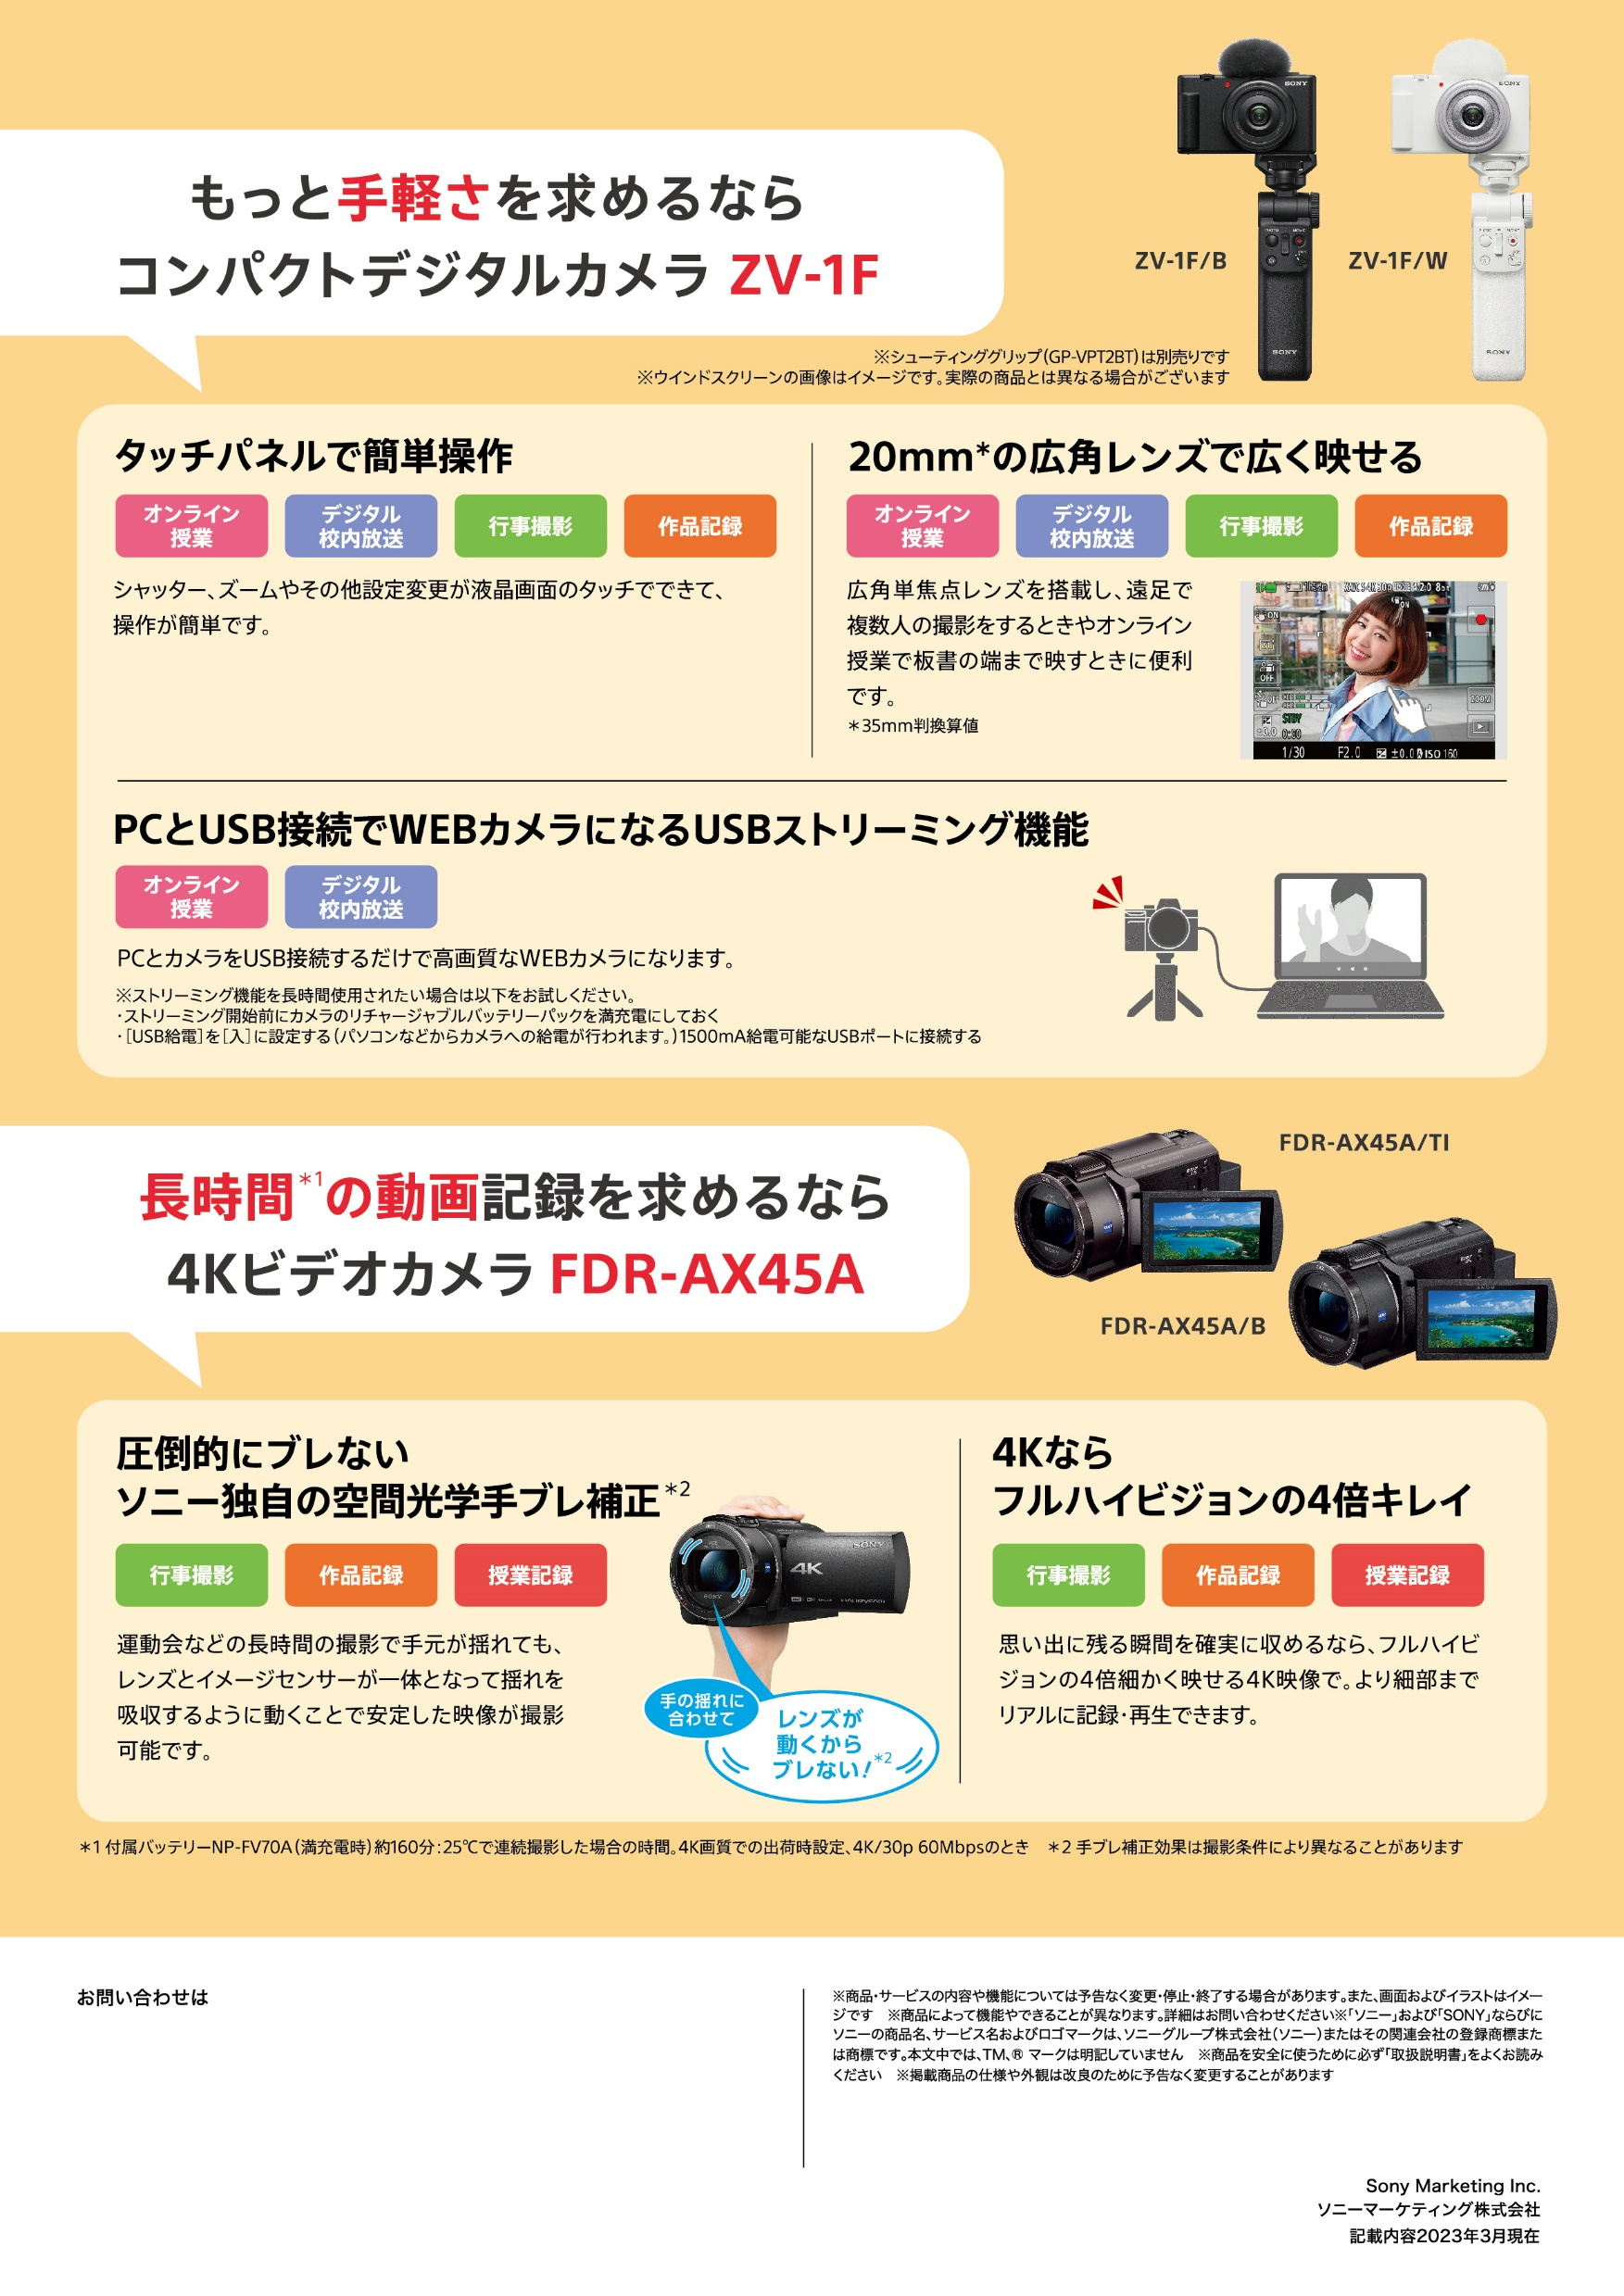 もっと手軽さを求めるなら
コンパクトデジタルカメラ ZV-1F
SONY
SONY
ZV-1F/B
ZV-1F/W
SONY
SONY
※シューティンググリップ(GP-VPT2BT)は別売りです
※ウインドスクリーンの画像はイメージです。実際の商品とは異なる場合がございます
タッチパネルで簡単操作
オンライン
授業
デジタル
校内放送
行事撮影
作品記録
シャッター、ズームやその他設定変更が液晶画面のタッチでできて、
操作が簡単です。
20mm*の広角レンズで広く映せる
オンライン
授業
デジタル
校内放送
行事撮影
作品記録
広角単焦点レンズを搭載し、遠足で
複数人の撮影をするときやオンライン
授業で板書の端まで映すときに便利
です。
＊35mm判換算値
ON
OFF
STBY
0:00
1/30 F2.0 ±0.0 ISO 160
PCとUSB接続でWEBカメラになるUSBストリーミング機能
オンライン
授業
デジタル
校内放送
PCとカメラをUSB接続するだけで高画質なWEBカメラになります。
※ストリーミング機能を長時間使用されたい場合は以下をお試しください。
・ストリーミング開始前にカメラのリチャージャブルバッテリーパックを満充電にしておく
・[USB給電]を[入]に設定する(パソコンなどからカメラへの給電が行われます。)1500mA給電可能なUSBポートに接続する
長時間＊1の動画記録を求めるなら
4Kビデオカメラ FDR-AX45A
FDR-AX45A/TI
FDR-AX45A/B
圧倒的にブレない
ソニー独自の空間光学手ブレ補正＊2
行事撮影
作品記録
授業記録
運動会などの長時間の撮影で手元が揺れても、
レンズとイメージセンサーが一体となって揺れを
吸収するように動くことで安定した映像が撮影
可能です。
SONY
4K
SONY
手の揺れに
合わせて
レンズが
動くから
ブレない！＊2
4Kなら
フルハイビジョンの4倍キレイ
行事撮影
作品記録
授業記録
思い出に残る瞬間を確実に収めるなら、フルハイビ
ジョンの4倍細かく映せる4K映像で。より細部まで
リアルに記録・再生できます。
＊1 付属バッテリーNP-FV70A(満充電時)約160分：25℃で連続撮影した場合の時間。4K画質での出荷時設定、4K/30p 60Mbpsのとき　＊2 手ブレ補正効果は撮影条件により異なることがあります
お問い合わせは
※商品・サービスの内容や機能については予告なく変更・停止・終了する場合があります。また、画面およびイラストはイメー
ジです　※商品によって機能やできることが異なります。詳細はお問い合わせください※「ソニー」および「SONY」ならびに
ソニーの商品名、サービス名およびロゴマークは、ソニーグループ株式会社(ソニー)またはその関連会社の登録商標また
は商標です。本文中では、TM、® マークは明記していません　※商品を安全に使うために必ず「取扱説明書」をよくお読み
ください　※掲載商品の仕様や外観は改良のために予告なく変更することがあります
Sony Marketing Inc.
ソニーマーケティング株式会社
記載内容2023年3月現在